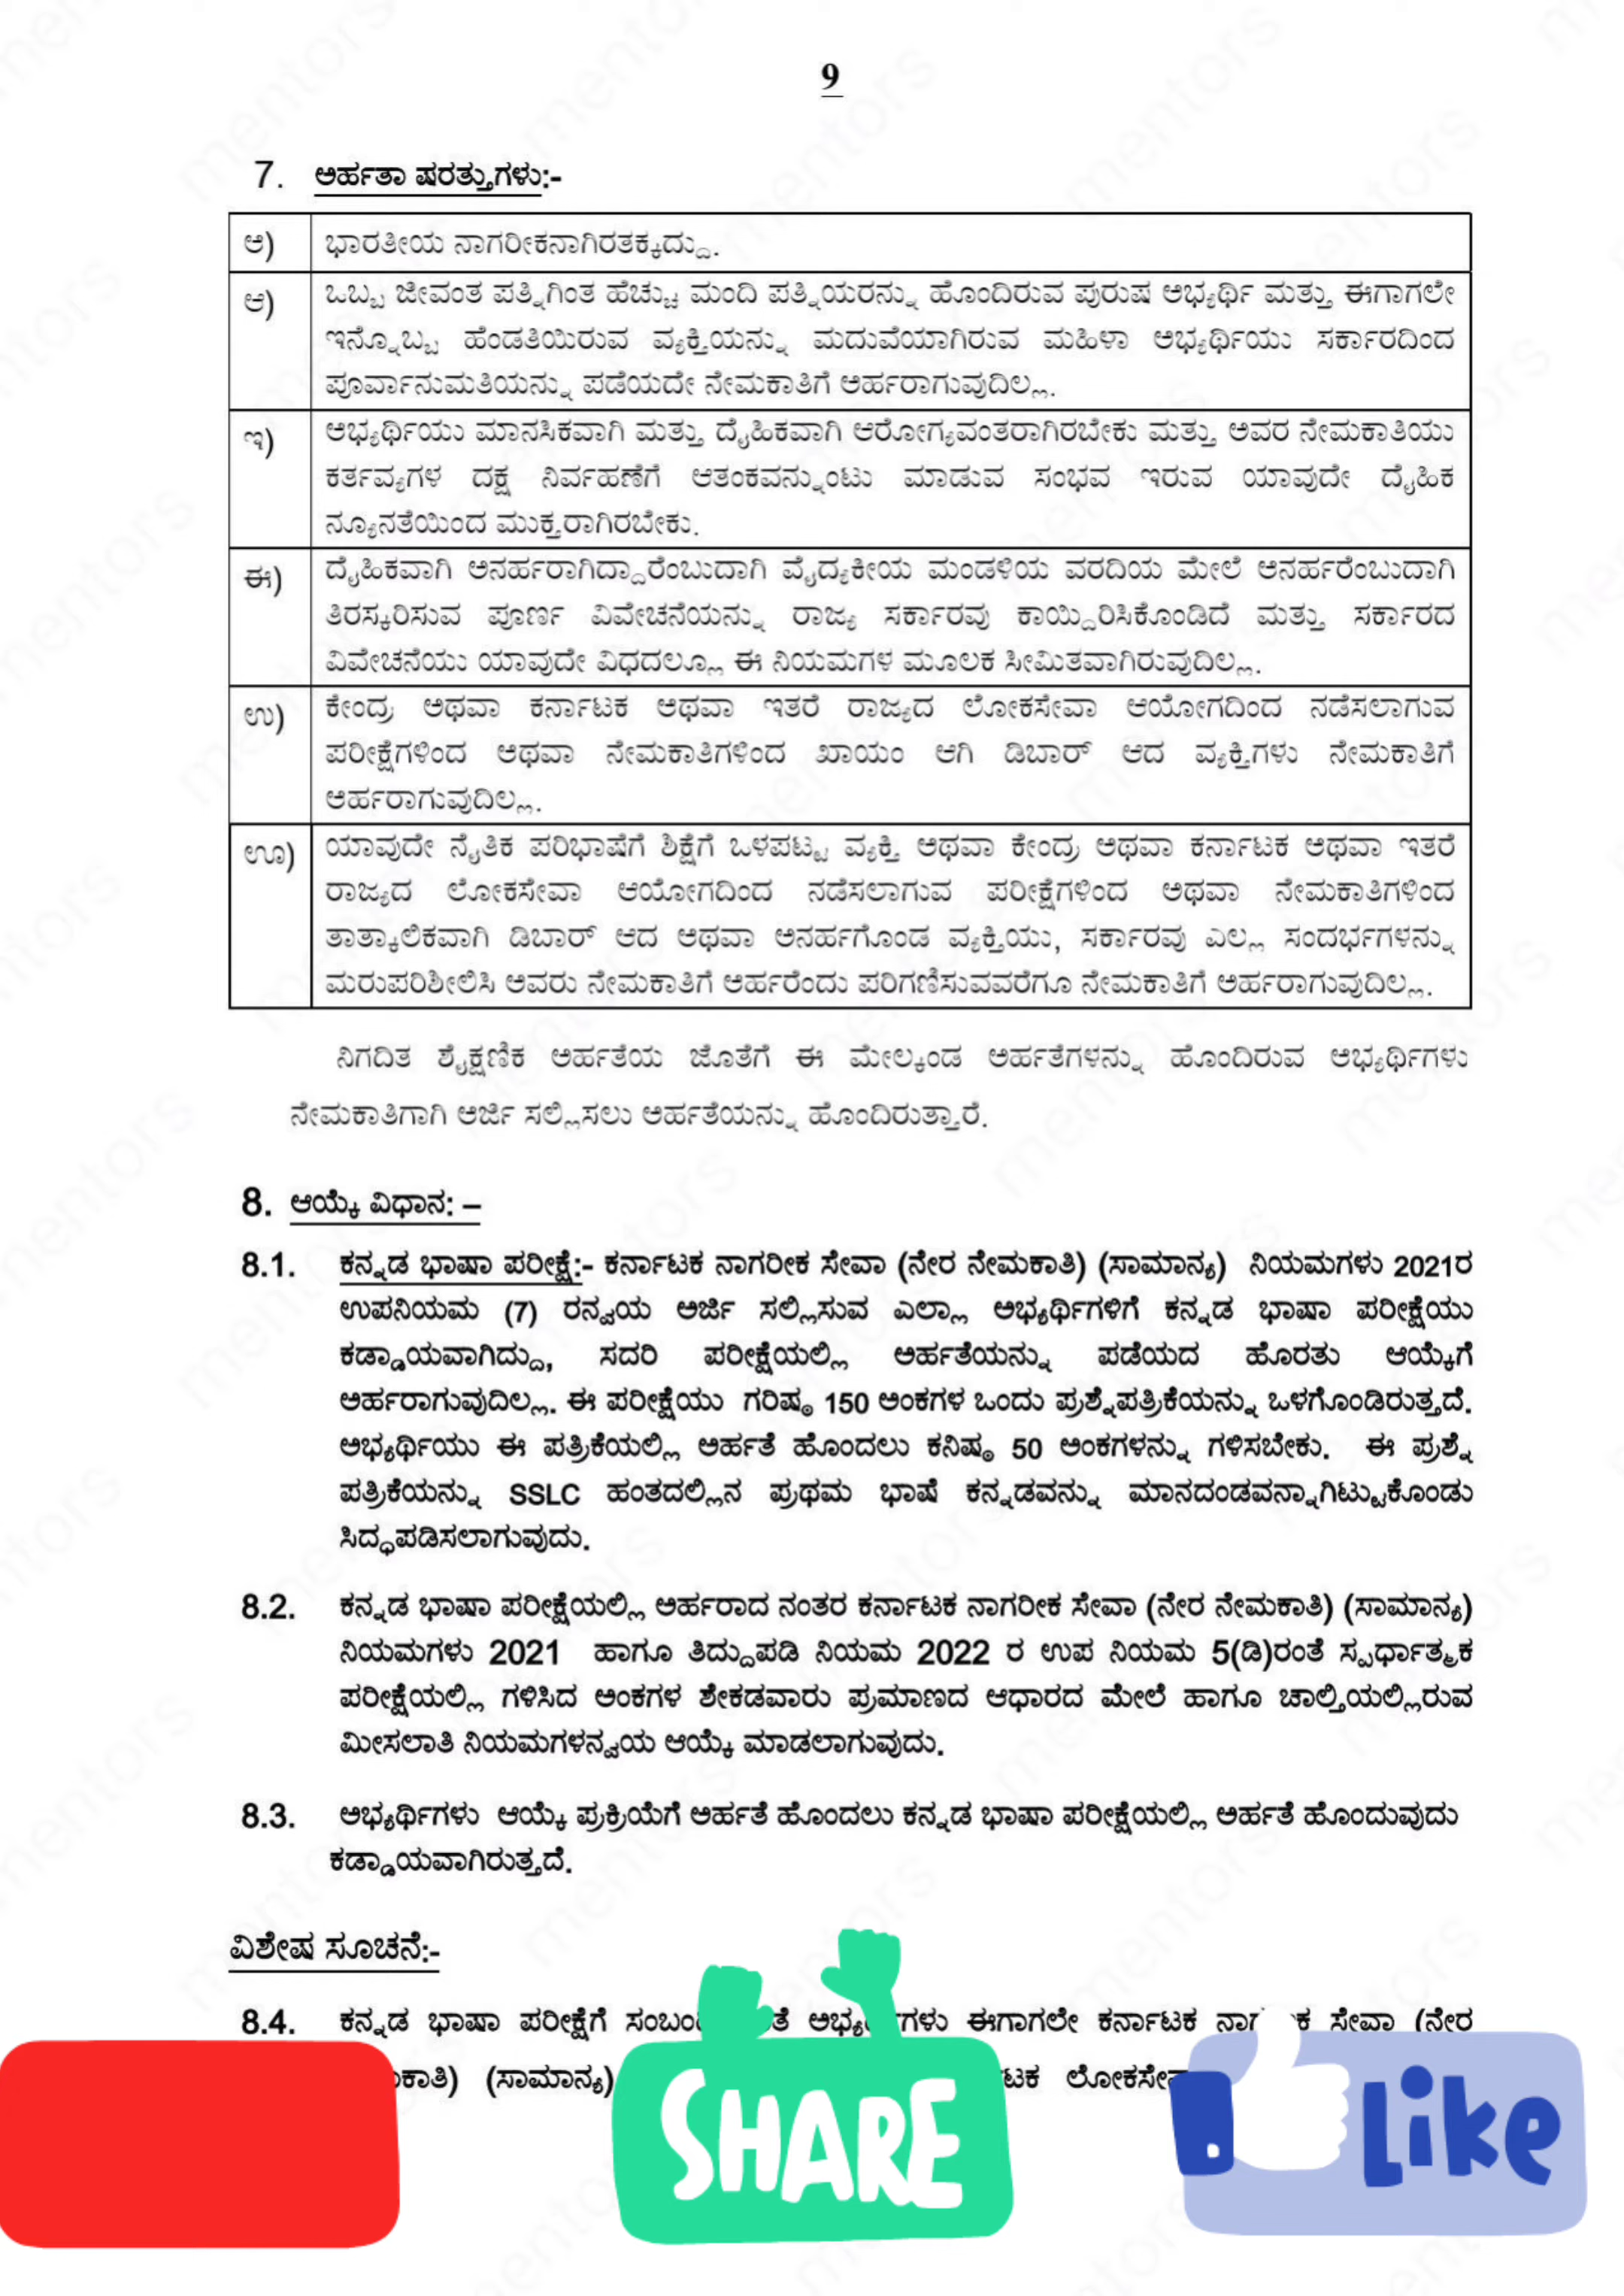 9
7. ಅರ್ಹತಾ ಷರತ್ತುಗಳು:-
ಅ) ಭಾರತೀಯ ನಾಗರೀಕನಾಗಿರತಕ್ಕದ್ದು.
ಆ) ಒಬ್ಬ ಜೀವಂತ ಪತ್ನಿಗಿಂತ ಹೆಚ್ಚು ಮಂದಿ ಪತ್ನಿಯರನ್ನು ಹೊಂದಿರುವ ಪುರುಷ ಅಭ್ಯರ್ಥಿ ಮತ್ತು ಈಗಾಗಲೇ
ಇನ್ನೊಬ್ಬ ಹೆಂಡತಿಯಿರುವ ವ್ಯಕ್ತಿಯನ್ನು ಮದುವೆಯಾಗಿರುವ ಮಹಿಳಾ ಅಭ್ಯರ್ಥಿಯು ಸರ್ಕಾರದಿಂದ
ಪೂರ್ವಾನುಮತಿಯನ್ನು ಪಡೆಯದೇ ನೇಮಕಾತಿಗೆ ಅರ್ಹರಾಗುವುದಿಲ್ಲ.
ಇ) ಅಭ್ಯರ್ಥಿಯು ಮಾನಸಿಕವಾಗಿ ಮತ್ತು ದೈಹಿಕವಾಗಿ ಆರೋಗ್ಯವಂತರಾಗಿರಬೇಕು ಮತ್ತು ಅವರ ನೇಮಕಾತಿಯು
ಕರ್ತವ್ಯಗಳ ದಕ್ಷ ನಿರ್ವಹಣೆಗೆ ಆತಂಕವನ್ನುಂಟು ಮಾಡುವ ಸಂಭವ ಇರುವ ಯಾವುದೇ ದೈಹಿಕ
ನ್ಯೂನತೆಯಿಂದ ಮುಕ್ತರಾಗಿರಬೇಕು.
ಈ) ದೈಹಿಕವಾಗಿ ಅನರ್ಹರಾಗಿದ್ದಾರೆಂಬುದಾಗಿ ವೈದ್ಯಕೀಯ ಮಂಡಳಿಯ ವರದಿಯ ಮೇಲೆ ಅನರ್ಹರೆಂಬುದಾಗಿ
ತಿರಸ್ಕರಿಸುವ ಪೂರ್ಣ ವಿವೇಚನೆಯನ್ನು ರಾಜ್ಯ ಸರ್ಕಾರವು ಕಾಯ್ದಿರಿಸಿಕೊಂಡಿದೆ ಮತ್ತು ಸರ್ಕಾರದ
ವಿವೇಚನೆಯು ಯಾವುದೇ ವಿಧದಲ್ಲೂ ಈ ನಿಯಮಗಳ ಮೂಲಕ ಸೀಮಿತವಾಗಿರುವುದಿಲ್ಲ.
ಉ) ಕೇಂದ್ರ ಅಥವಾ ಕರ್ನಾಟಕ ಅಥವಾ ಇತರೆ ರಾಜ್ಯದ ಲೋಕಸೇವಾ ಆಯೋಗದಿಂದ ನಡೆಸಲಾಗುವ
ಪರೀಕ್ಷೆಗಳಿಂದ ಅಥವಾ ನೇಮಕಾತಿಗಳಿಂದ ಖಾಯಂ ಆಗಿ ಡಿಬಾರ್ ಆದ ವ್ಯಕ್ತಿಗಳು ನೇಮಕಾತಿಗೆ
ಅರ್ಹರಾಗುವುದಿಲ್ಲ.
ಊ) ಯಾವುದೇ ನೈತಿಕ ಪರಿಭಾಷೆಗೆ ಶಿಕ್ಷೆಗೆ ಒಳಪಟ್ಟ ವ್ಯಕ್ತಿ ಅಥವಾ ಕೇಂದ್ರ ಅಥವಾ ಕರ್ನಾಟಕ ಅಥವಾ ಇತರೆ
ರಾಜ್ಯದ ಲೋಕಸೇವಾ ಆಯೋಗದಿಂದ ನಡೆಸಲಾಗುವ ಪರೀಕ್ಷೆಗಳಿಂದ ಅಥವಾ ನೇಮಕಾತಿಗಳಿಂದ
ತಾತ್ಕಾಲಿಕವಾಗಿ ಡಿಬಾರ್ ಆದ ಅಥವಾ ಅನರ್ಹಗೊಂಡ ವ್ಯಕ್ತಿಯು, ಸರ್ಕಾರವು ಎಲ್ಲ ಸಂದರ್ಭಗಳನ್ನು
ಮರುಪರಿಶೀಲಿಸಿ ಅವರು ನೇಮಕಾತಿಗೆ ಅರ್ಹರೆಂದು ಪರಿಗಣಿಸುವವರೆಗೂ ನೇಮಕಾತಿಗೆ ಅರ್ಹರಾಗುವುದಿಲ್ಲ.
ನಿಗದಿತ ಶೈಕ್ಷಣಿಕ ಅರ್ಹತೆಯ ಜೊತೆಗೆ ಈ ಮೇಲ್ಕಂಡ ಅರ್ಹತೆಗಳನ್ನು ಹೊಂದಿರುವ ಅಭ್ಯರ್ಥಿಗಳು
ನೇಮಕಾತಿಗಾಗಿ ಅರ್ಜಿ ಸಲ್ಲಿಸಲು ಅರ್ಹತೆಯನ್ನು ಹೊಂದಿರುತ್ತಾರೆ.
8. ಆಯ್ಕೆ ವಿಧಾನ: –
8.1. ಕನ್ನಡ ಭಾಷಾ ಪರೀಕ್ಷೆ:- ಕರ್ನಾಟಕ ನಾಗರೀಕ ಸೇವಾ (ನೇರ ನೇಮಕಾತಿ) (ಸಾಮಾನ್ಯ) ನಿಯಮಗಳು 2021ರ
ಉಪನಿಯಮ (7) ರನ್ವಯ ಅರ್ಜಿ ಸಲ್ಲಿಸುವ ಎಲ್ಲಾ ಅಭ್ಯರ್ಥಿಗಳಿಗೆ ಕನ್ನಡ ಭಾಷಾ ಪರೀಕ್ಷೆಯು
ಕಡ್ಡಾಯವಾಗಿದ್ದು, ಸದರಿ ಪರೀಕ್ಷೆಯಲ್ಲಿ ಅರ್ಹತೆಯನ್ನು ಪಡೆಯದ ಹೊರತು ಆಯ್ಕೆಗೆ
ಅರ್ಹರಾಗುವುದಿಲ್ಲ. ಈ ಪರೀಕ್ಷೆಯು ಗರಿಷ್ಠ 150 ಅಂಕಗಳ ಒಂದು ಪ್ರಶ್ನೆಪತ್ರಿಕೆಯನ್ನು ಒಳಗೊಂಡಿರುತ್ತದೆ.
ಅಭ್ಯರ್ಥಿಯು ಈ ಪತ್ರಿಕೆಯಲ್ಲಿ ಅರ್ಹತೆ ಹೊಂದಲು ಕನಿಷ್ಠ 50 ಅಂಕಗಳನ್ನು ಗಳಿಸಬೇಕು. ಈ ಪ್ರಶ್ನೆ
ಪತ್ರಿಕೆಯನ್ನು SSLC ಹಂತದಲ್ಲಿನ ಪ್ರಥಮ ಭಾಷೆ ಕನ್ನಡವನ್ನು ಮಾನದಂಡವನ್ನಾಗಿಟ್ಟುಕೊಂಡು
ಸಿದ್ಧಪಡಿಸಲಾಗುವುದು.
8.2. ಕನ್ನಡ ಭಾಷಾ ಪರೀಕ್ಷೆಯಲ್ಲಿ ಅರ್ಹರಾದ ನಂತರ ಕರ್ನಾಟಕ ನಾಗರೀಕ ಸೇವಾ (ನೇರ ನೇಮಕಾತಿ) (ಸಾಮಾನ್ಯ)
ನಿಯಮಗಳು 2021 ಹಾಗೂ ತಿದ್ದುಪಡಿ ನಿಯಮ 2022 ರ ಉಪ ನಿಯಮ 5(ಡಿ)ರಂತೆ ಸ್ಪರ್ಧಾತ್ಮಕ
ಪರೀಕ್ಷೆಯಲ್ಲಿ ಗಳಿಸಿದ ಅಂಕಗಳ ಶೇಕಡವಾರು ಪ್ರಮಾಣದ ಆಧಾರದ ಮೇಲೆ ಹಾಗೂ ಚಾಲ್ತಿಯಲ್ಲಿರುವ
ಮೀಸಲಾತಿ ನಿಯಮಗಳನ್ವಯ ಆಯ್ಕೆ ಮಾಡಲಾಗುವುದು.
8.3. ಅಭ್ಯರ್ಥಿಗಳು ಆಯ್ಕೆ ಪ್ರಕ್ರಿಯೆಗೆ ಅರ್ಹತೆ ಹೊಂದಲು ಕನ್ನಡ ಭಾಷಾ ಪರೀಕ್ಷೆಯಲ್ಲಿ ಅರ್ಹತೆ ಹೊಂದುವುದು
ಕಡ್ಡಾಯವಾಗಿರುತ್ತದೆ.
ವಿಶೇಷ ಸೂಚನೆ:-
8.4. ಕನ್ನಡ ಭಾಷಾ ಪರೀಕ್ಷೆಗೆ ಈಗಾಗಲೇ ಕರ್ನಾಟಕ ಸೇವಾ (ನೇರ
(ಸಾಮಾನ್ಯ)
SHARE
Like